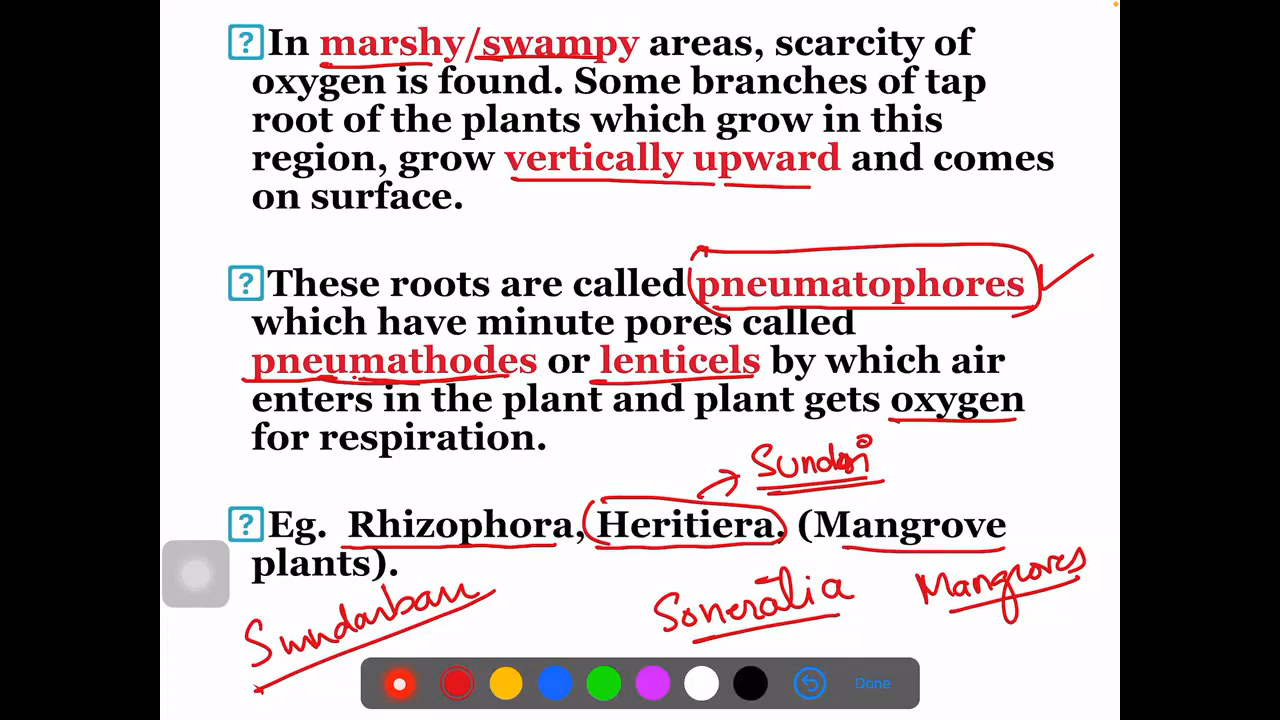 In marshy/swampy areas, scarcity of
oxygen is found. Some branches of tap
root of the plants which grow in this
region, grow vertically upward and comes
on surface.
These roots are called pneumatophores
which have minute pores called
pneumathodes or lenticels by which air
enters in the plant and plant gets oxygen
for respiration.
Sundari
Eg. Rhizophora, Heritiera. (Mangrove
plants).
Mangroves
Soneratia
Sundarban
Done